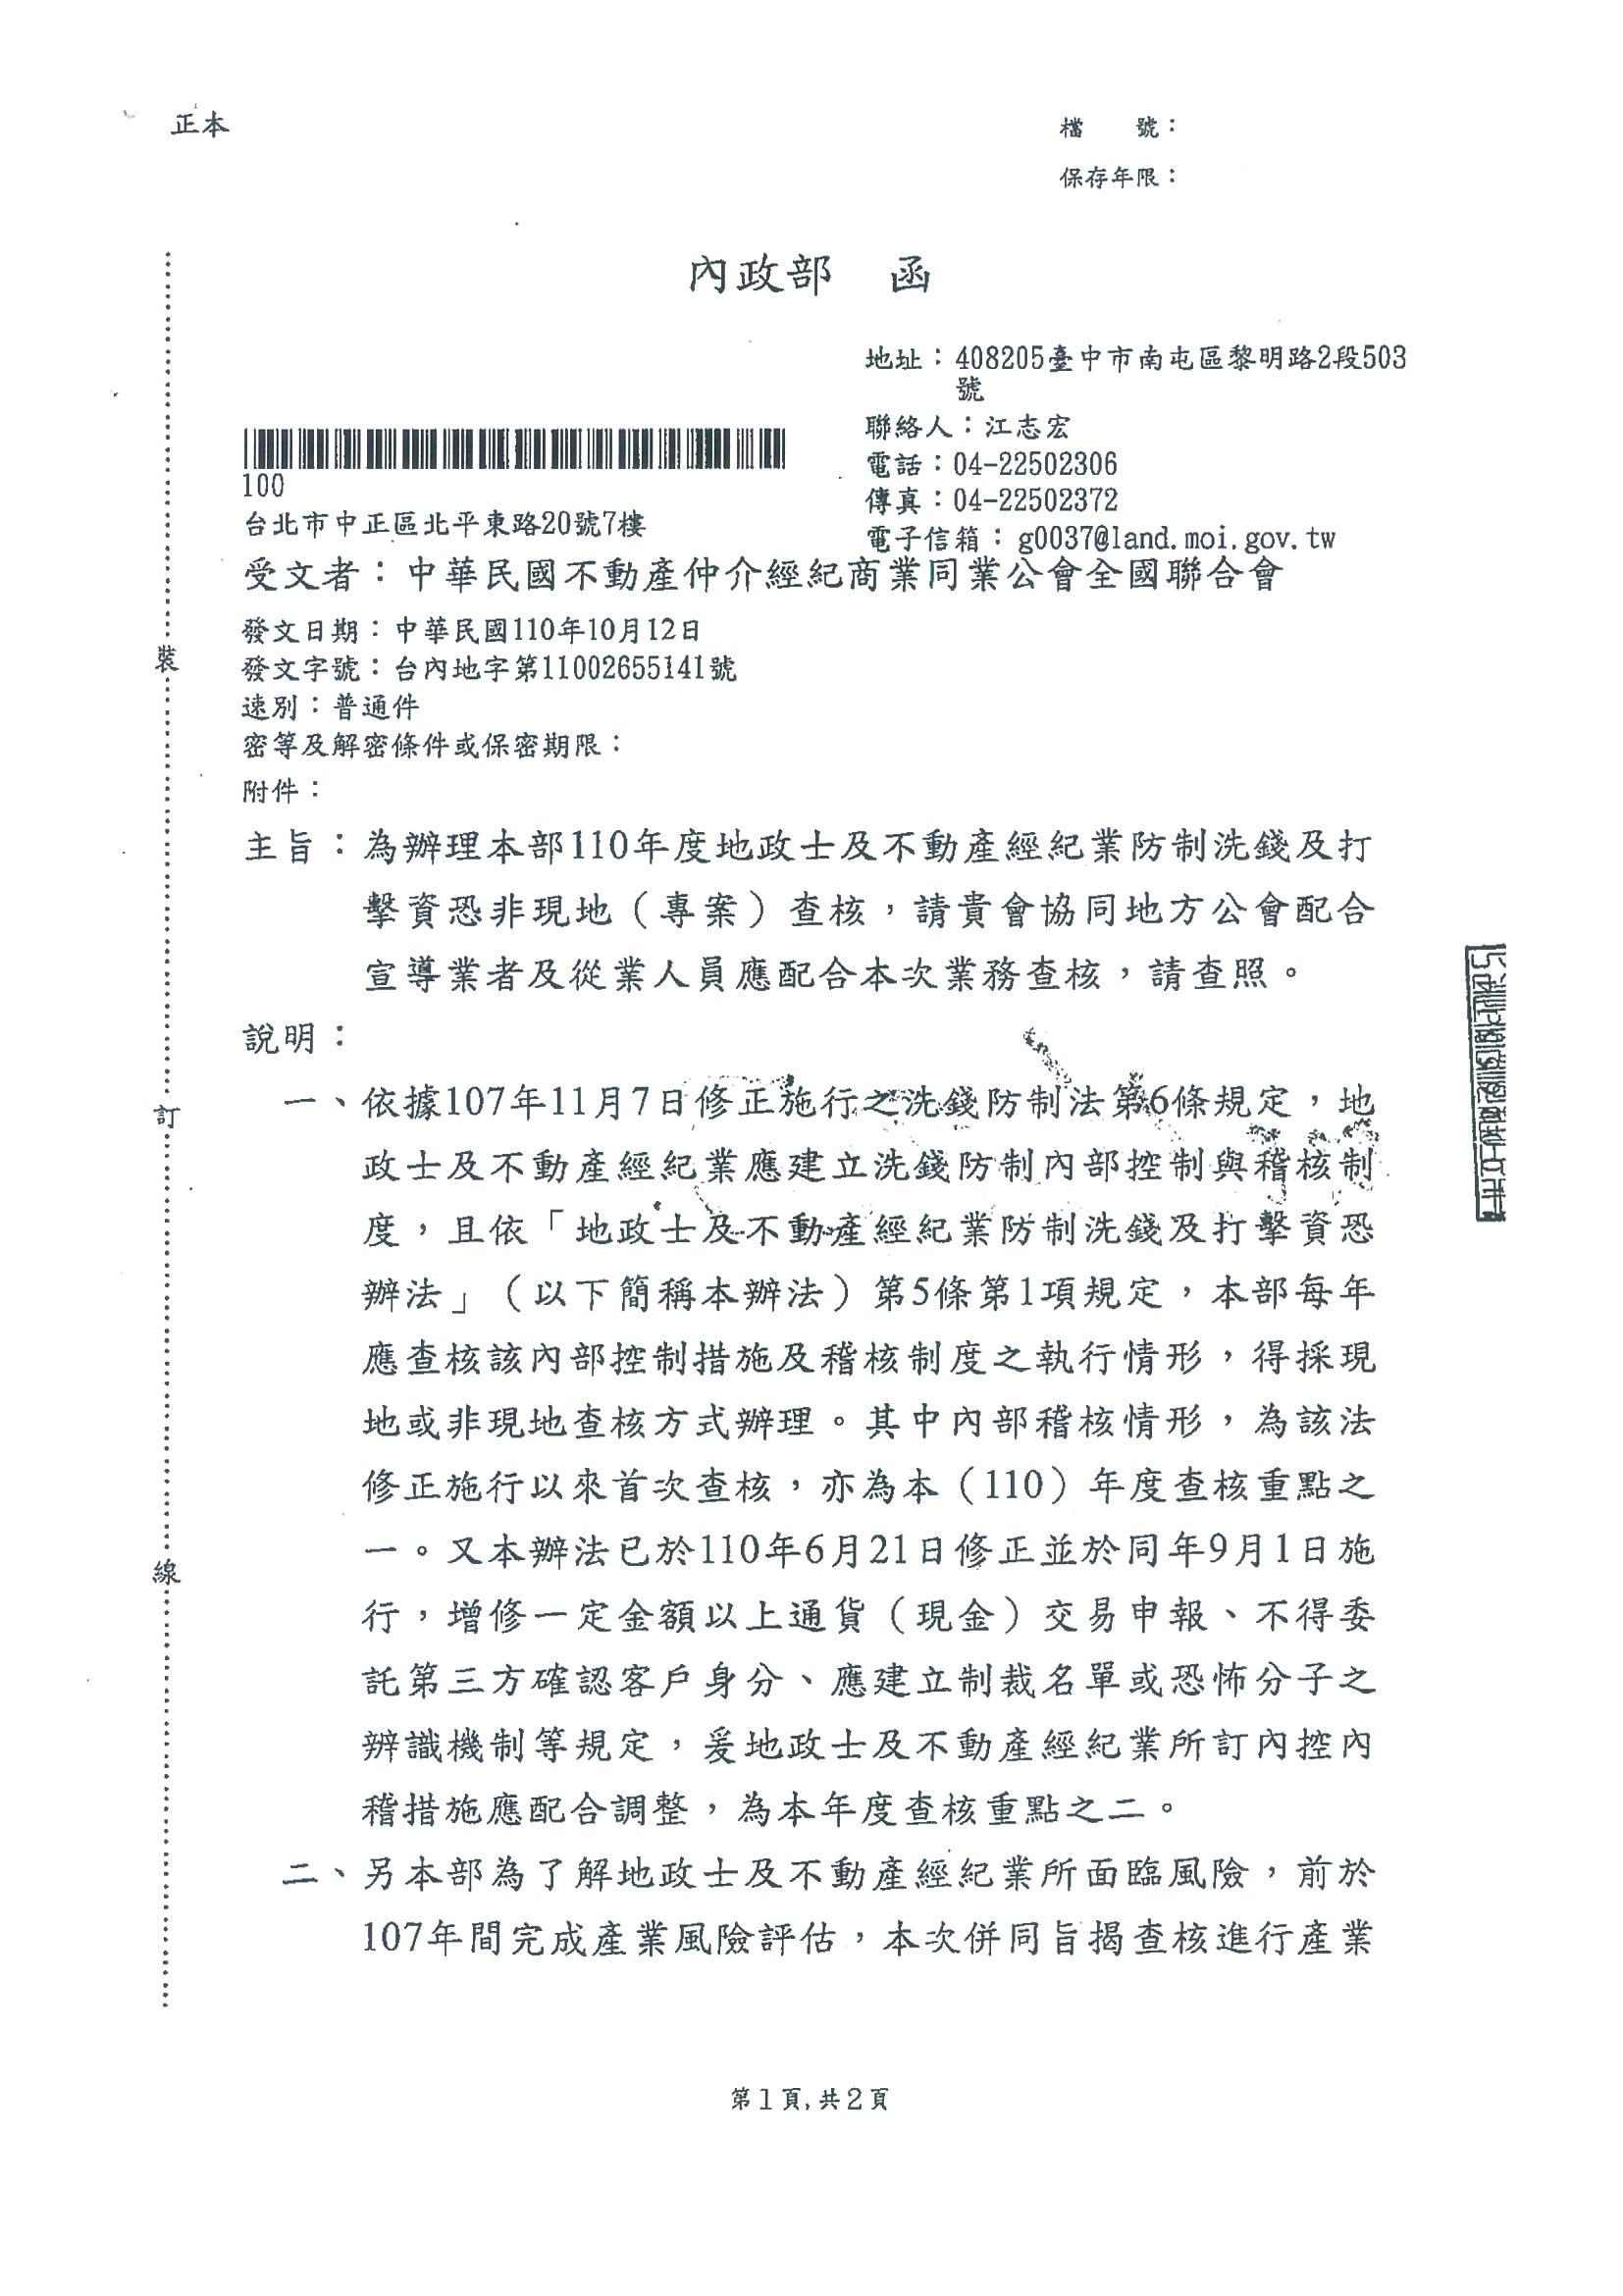 正本
檔　　號：
保存年限：
內政部　函
地址：408205臺中市南屯區黎明路2段503
號
聯絡人：江志宏
電話：04-22502306
傳真：04-22502372
電子信箱：g0037@land.moi.gov.tw
100
台北市中正區北平東路20號7樓
受文者：中華民國不動產仲介經紀商業同業公會全國聯合會
發文日期：中華民國110年10月12日
發文字號：台內地字第11002655141號
速別：普通件
密等及解密條件或保密期限：
附件：
主旨：為辦理本部110年度地政士及不動產經紀業防制洗錢及打
擊資恐非現地（專案）查核，請貴會協同地方公會配合
宣導業者及從業人員應配合本次業務查核，請查照。
說明：
一、依據107年11月7日修正施行之洗錢防制法第6條規定，地
政士及不動產經紀業應建立洗錢防制內部控制與稽核制
度，且依「地政士及不動產經紀業防制洗錢及打擊資恐
辦法」（以下簡稱本辦法）第5條第1項規定，本部每年
應查核該內部控制措施及稽核制度之執行情形，得採現
地或非現地查核方式辦理。其中內部稽核情形，為該法
修正施行以來首次查核，亦為本（110）年度查核重點之
一。又本辦法已於110年6月21日修正並於同年9月1日施
行，增修一定金額以上通貨（現金）交易申報、不得委
託第三方確認客戶身分、應建立制裁名單或恐怖分子之
辨識機制等規定，爰地政士及不動產經紀業所訂內控內
稽措施應配合調整，為本年度查核重點之二。
二、另本部為了解地政士及不動產經紀業所面臨風險，前於
107年間完成產業風險評估，本次併同旨揭查核進行產業
裝
訂
線
第1頁，共2頁